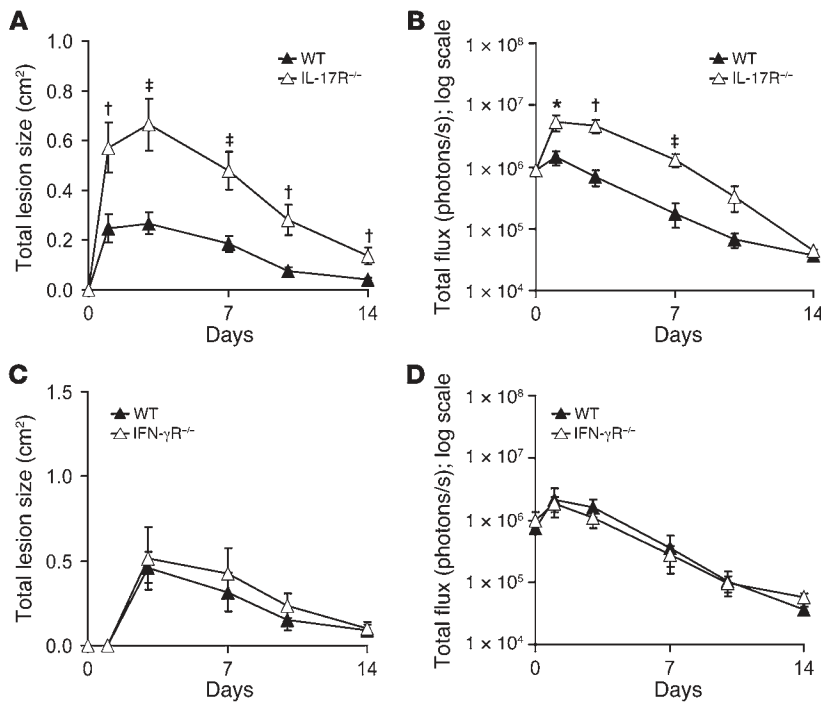 A
Total lesion size (cm²)
1.0
0.8
0.6
0.4
0.2
0.0
WT
IL-17R⁻/⁻
†
‡
‡
†
†
0
7
14
Days
B
Total flux (photons/s); log scale
1 × 10⁸
1 × 10⁷
1 × 10⁶
1 × 10⁵
1 × 10⁴
WT
IL-17R⁻/⁻
*
†
‡
0
7
14
Days
C
Total lesion size (cm²)
1.5
1.0
0.5
0.0
WT
IFN-γR⁻/⁻
0
7
14
Days
D
Total flux (photons/s); log scale
1 × 10⁸
1 × 10⁷
1 × 10⁶
1 × 10⁵
1 × 10⁴
WT
IFN-γR⁻/⁻
0
7
14
Days